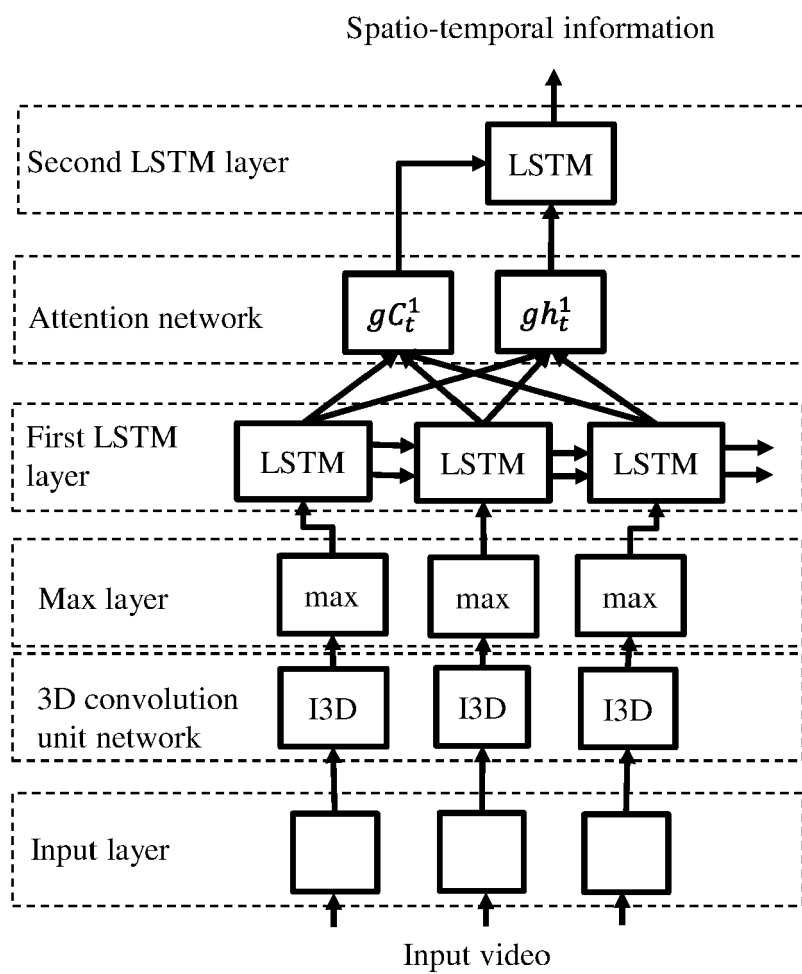 Spatio-temporal information
Second LSTM layer
LSTM
Attention network
gC_t^1
gh_t^1
First LSTM
layer
LSTM
LSTM
LSTM
Max layer
max
max
max
3D convolution
unit network
I3D
I3D
I3D
Input layer
Input video